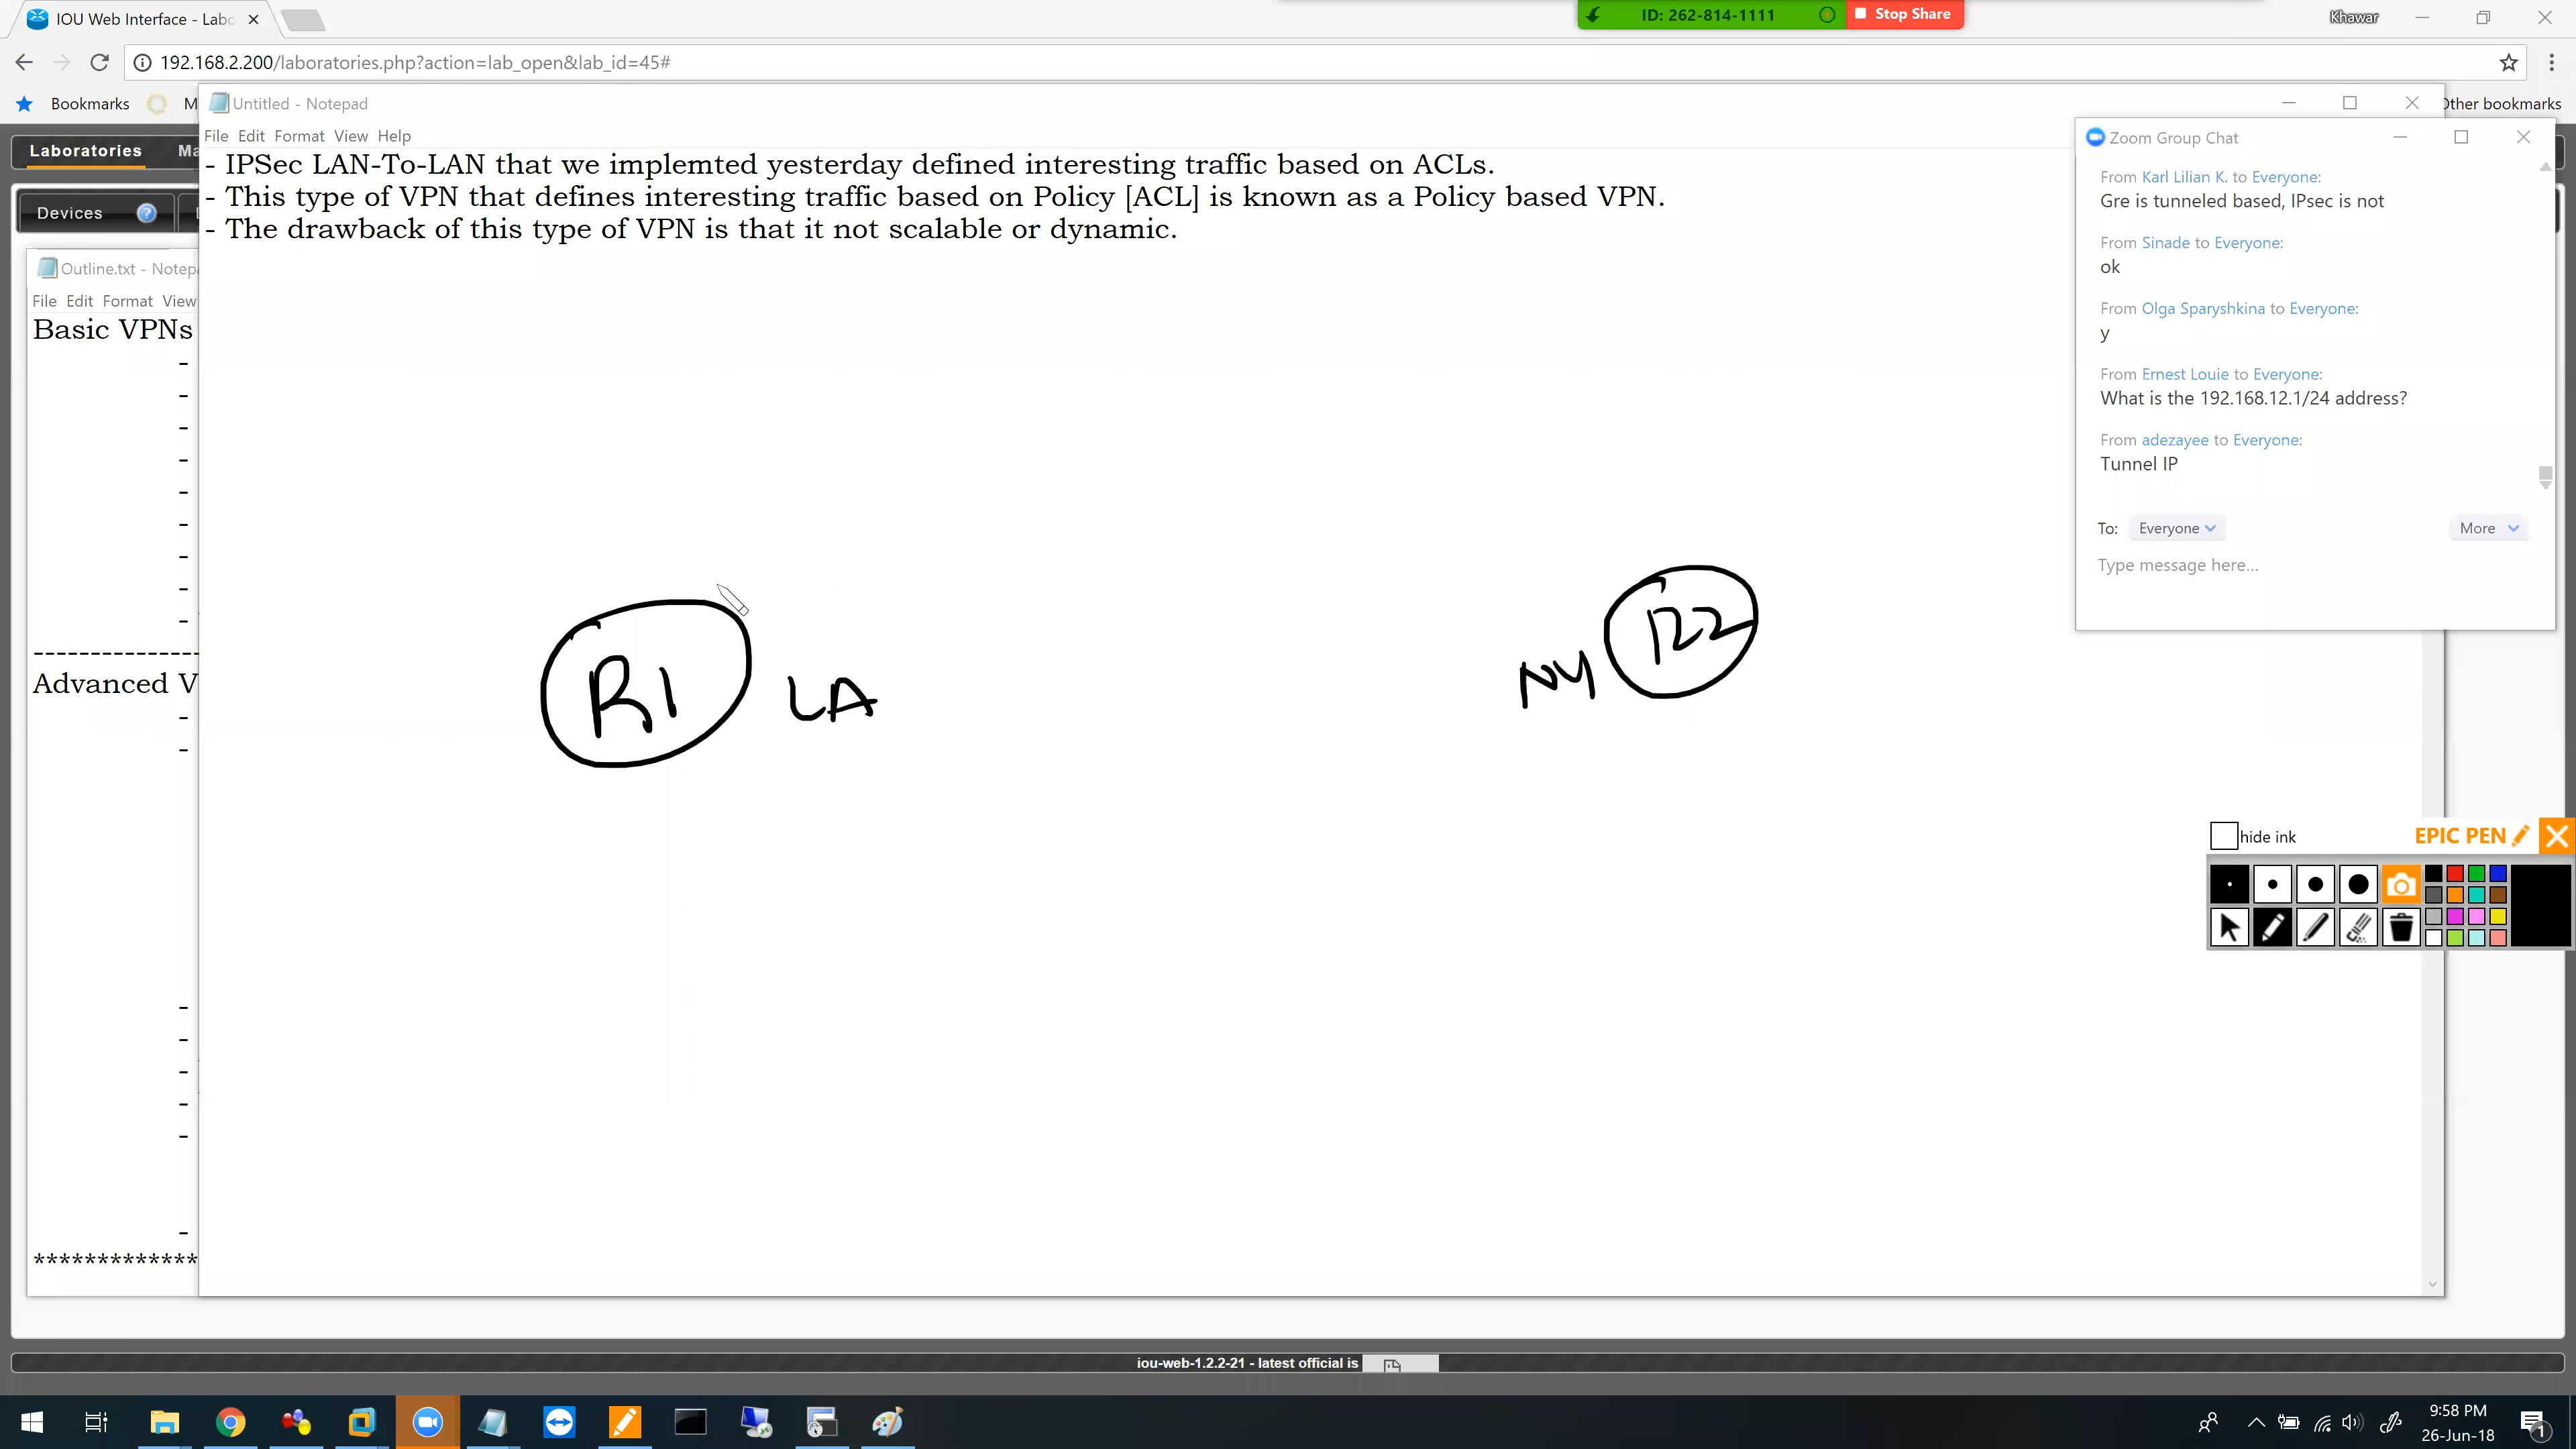 IOU Web Interface - Labo
ID: 262-814-1111
Stop Share
Khawar
192.168.2.200/laboratories.php?action=lab_open&lab_id=45#
Bookmarks
M
Other bookmarks
Untitled - Notepad
File Edit Format View Help
Laboratories
Ma
Devices
- IPSec LAN-To-LAN that we implemted yesterday defined interesting traffic based on ACLs.
- This type of VPN that defines interesting traffic based on Policy [ACL] is known as a Policy based VPN.
- The drawback of this type of VPN is that it not scalable or dynamic.
Outline.txt - Notepa
File Edit Format View
Basic VPNs
-
-
-
-
-
-
-
-
-
---------------
Advanced V
-
-
-
-
-
-
-
-
*************
Zoom Group Chat
From Karl Lilian K. to Everyone:
Gre is tunneled based, IPsec is not
From Sinade to Everyone:
ok
From Olga Sparyshkina to Everyone:
y
From Ernest Louie to Everyone:
What is the 192.168.12.1/24 address?
From adezayee to Everyone:
Tunnel IP
To: Everyone
More
Type message here...
R1
LA
NY
R2
hide ink
EPIC PEN
iou-web-1.2.2-21 - latest official is
9:58 PM
26-Jun-18
1